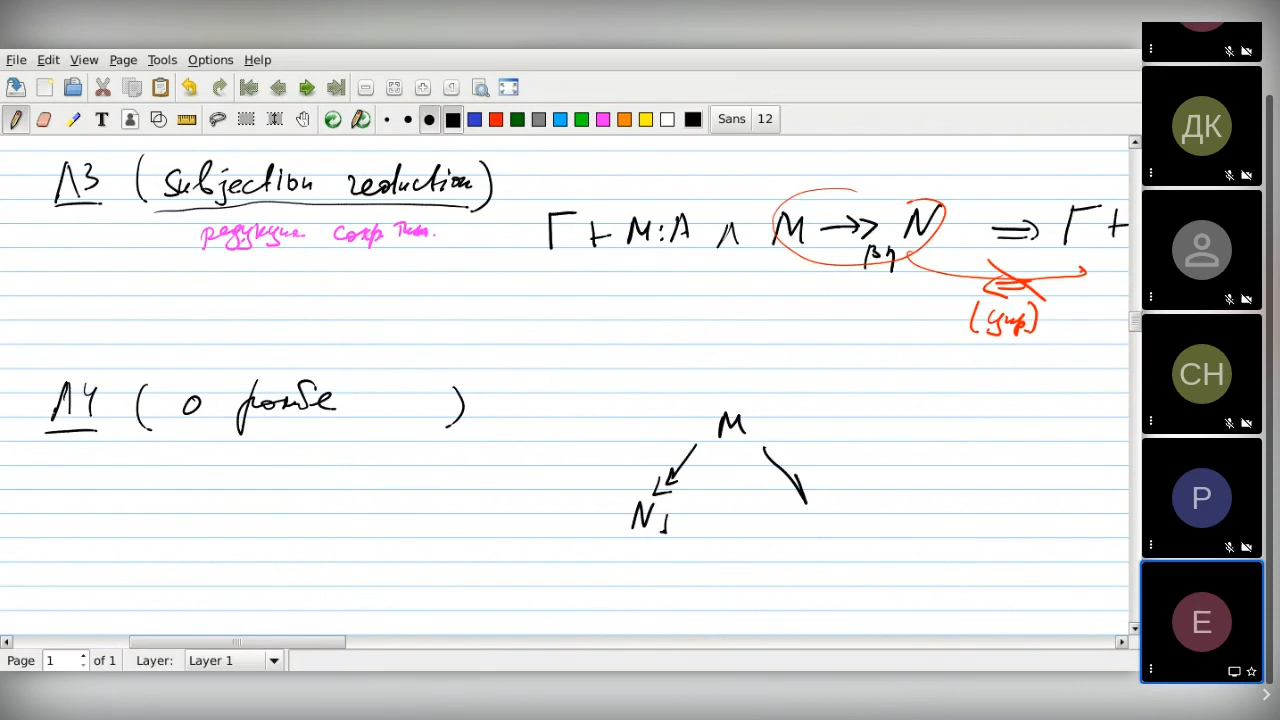 File Edit View Page Tools Options Help
Sans 12
Л3 (subjection reduction)
редукция сохр тип.
Γ ⊢ M:A ∧ M ↠βη N ⇒ Γ ⊢
⇐
(упр)
Л4 ( о ромбе )
M
N1
Page 1 of 1 Layer: Layer 1
ДК
СН
Р
Е